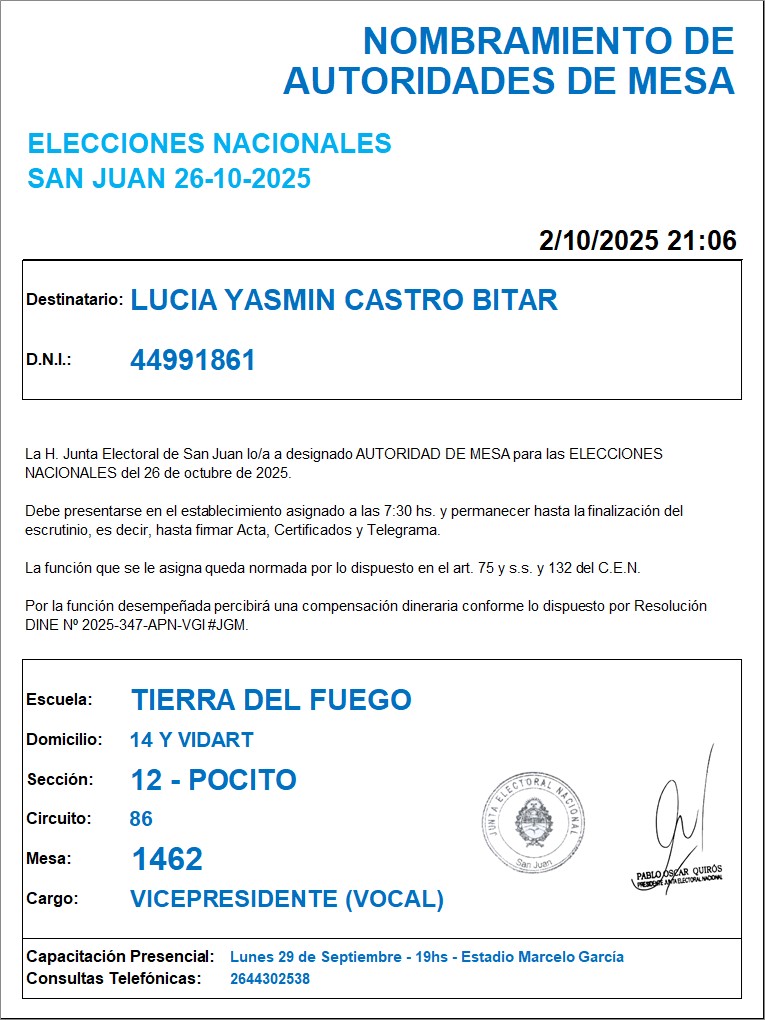 NOMBRAMIENTO DE
AUTORIDADES DE MESA
ELECCIONES NACIONALES
SAN JUAN 26-10-2025
2/10/2025 21:06
Destinatario: LUCIA YASMIN CASTRO BITAR
D.N.I.: 44991861
La H. Junta Electoral de San Juan lo/a a designado AUTORIDAD DE MESA para las ELECCIONES
NACIONALES del 26 de octubre de 2025.
Debe presentarse en el establecimiento asignado a las 7:30 hs. y permanecer hasta la finalización del
escrutinio, es decir, hasta firmar Acta, Certificados y Telegrama.
La función que se le asigna queda normada por lo dispuesto en el art. 75 y s.s. y 132 del C.E.N.
Por la función desempeñada percibirá una compensación dineraria conforme lo dispuesto por Resolución
DINE Nº 2025-347-APN-VGI#JGM.
Escuela: TIERRA DEL FUEGO
Domicilio: 14 Y VIDART
Sección: 12 - POCITO
Circuito: 86
Mesa: 1462
Cargo: VICEPRESIDENTE (VOCAL)
JUNTA ELECTORAL NACIONAL
San Juan
PABLO OSCAR QUIRÓS
PRESIDENTE JUNTA ELECTORAL NACIONAL
Capacitación Presencial: Lunes 29 de Septiembre - 19hs - Estadio Marcelo García
Consultas Telefónicas: 2644302538